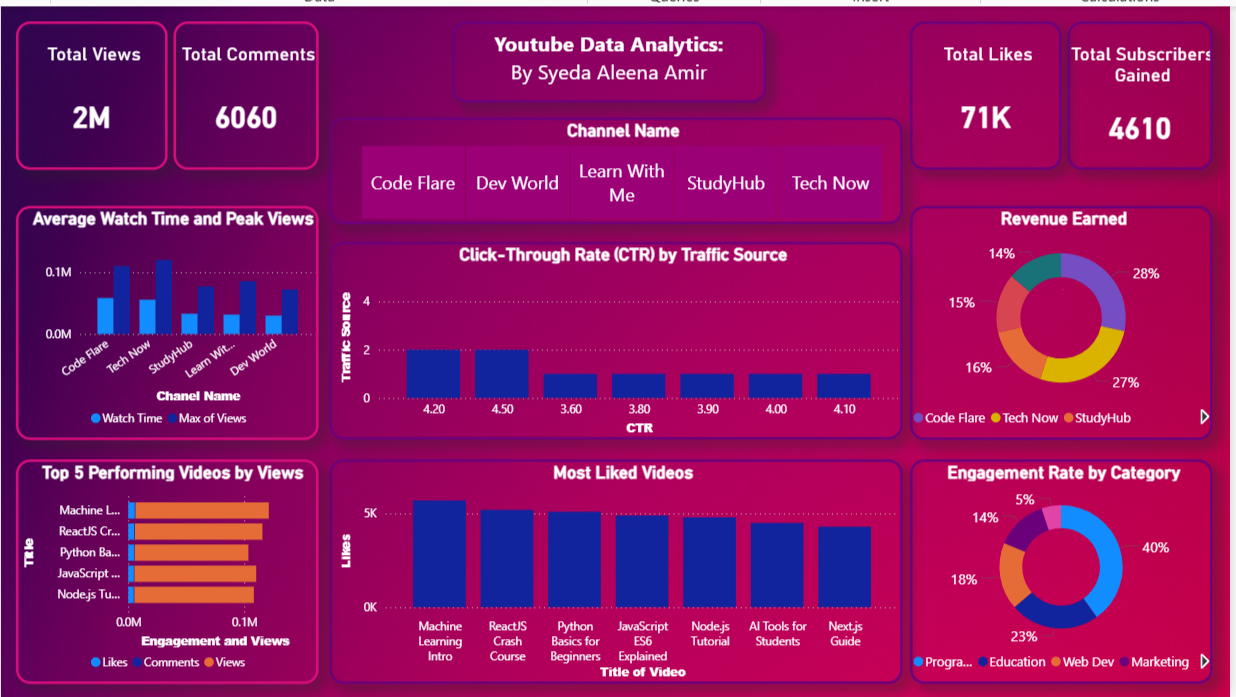 Data
Queries
Insert
Calculations
Total Views
2M
Total Comments
6060
Youtube Data Analytics:
By Syeda Aleena Amir
Total Likes
71K
Total Subscribers
Gained
4610
Channel Name
Code Flare
Dev World
Learn With
Me
StudyHub
Tech Now
Average Watch Time and Peak Views
0.1M
0.0M
Code Flare
Tech Now
StudyHub
Learn Wit...
Dev World
Chanel Name
Watch Time
Max of Views
Click-Through Rate (CTR) by Traffic Source
Traffic Source
4
2
0
4.20
4.50
3.60
3.80
3.90
4.00
4.10
CTR
Revenue Earned
14%
28%
15%
16%
27%
Code Flare
Tech Now
StudyHub
Top 5 Performing Videos by Views
Title
Machine L...
ReactJS Cr...
Python Ba...
JavaScript ...
Node.js Tu...
0.0M
0.1M
Engagement and Views
Likes
Comments
Views
Most Liked Videos
Likes
5K
0K
Machine
Learning
Intro
ReactJS
Crash
Course
Python
Basics for
Beginners
JavaScript
ES6
Explained
Node.js
Tutorial
AI Tools for
Students
Next.js
Guide
Title of Video
Engagement Rate by Category
5%
14%
40%
18%
23%
Progra...
Education
Web Dev
Marketing